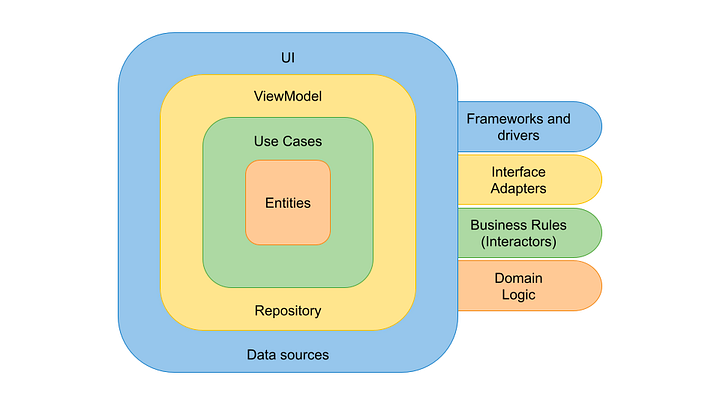 UI
ViewModel
Use Cases
Entities
Repository
Data sources
Frameworks and
drivers
Interface
Adapters
Business Rules
(Interactors)
Domain
Logic